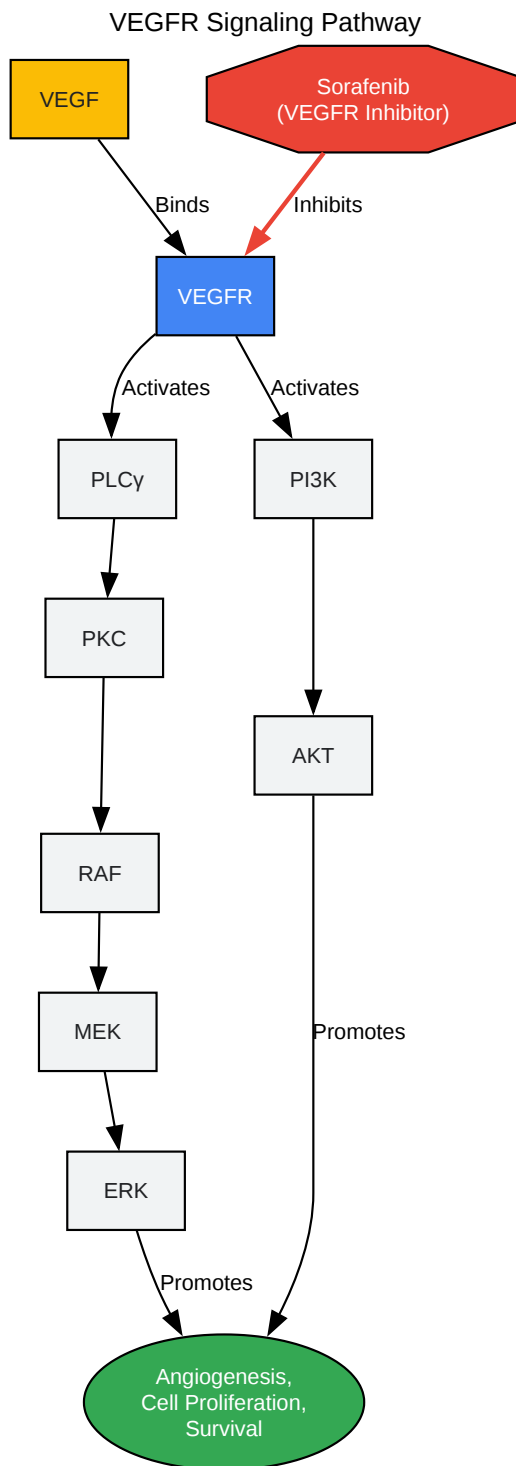 VEGFR Signaling Pathway
VEGF
Sorafenib
(VEGFR Inhibitor)
Binds
Inhibits
VEGFR
Activates
Activates
PLCγ
PI3K
PKC
AKT
RAF
MEK
Promotes
ERK
Promotes
Angiogenesis,
Cell Proliferation,
Survival